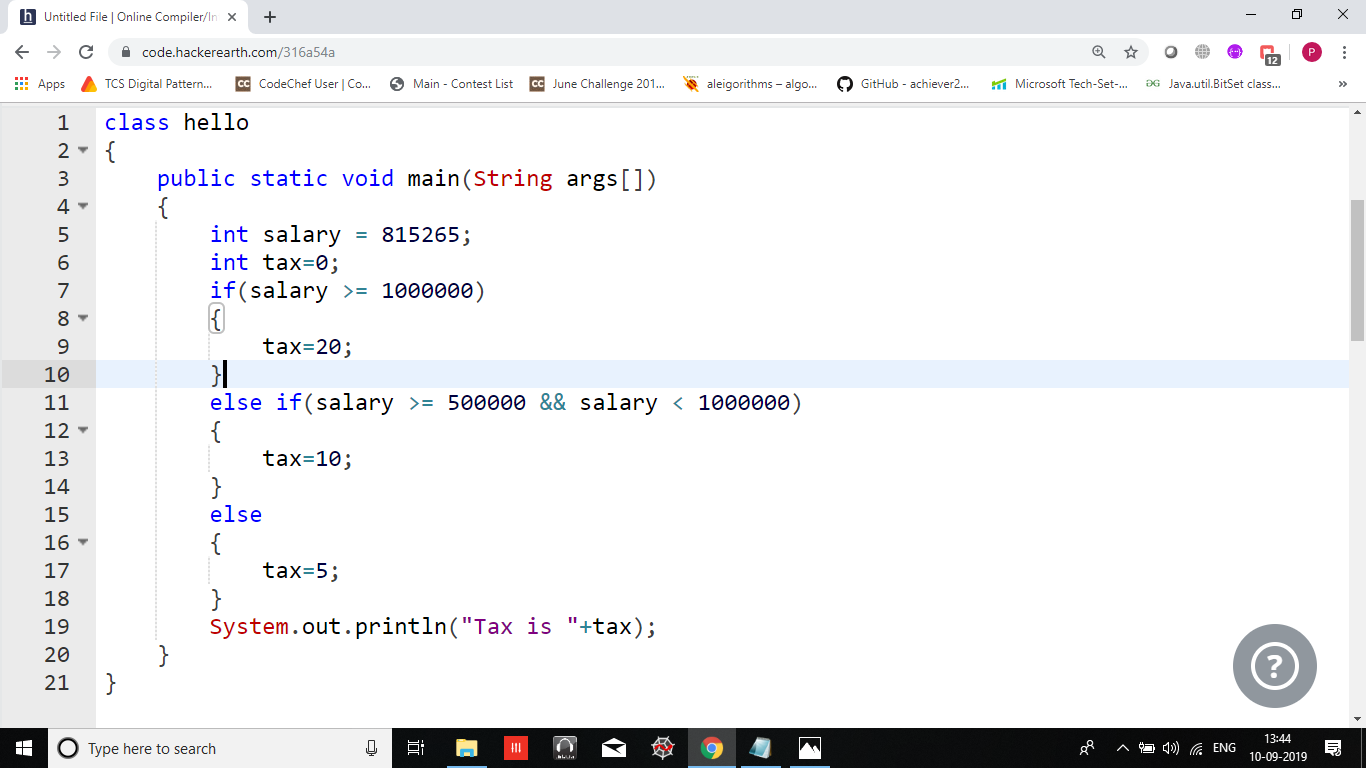 Untitled File | Online Compiler/In
code.hackerearth.com/316a54a
P
12
Apps
TCS Digital Pattern...
CC CodeChef User | Co...
Main - Contest List
CC June Challenge 201...
aleigorithms – algo...
GitHub - achiever2...
Microsoft Tech-Set-...
Java.util.BitSet class...
»
1 class hello
2 {
3 public static void main(String args[])
4 {
5 int salary = 815265;
6 int tax=0;
7 if(salary >= 1000000)
8 {
9 tax=20;
10 }
11 else if(salary >= 500000 && salary < 1000000)
12 {
13 tax=10;
14 }
15 else
16 {
17 tax=5;
18 }
19 System.out.println("Tax is "+tax);
20 }
21 }
?
Type here to search
ENG
13:44
10-09-2019